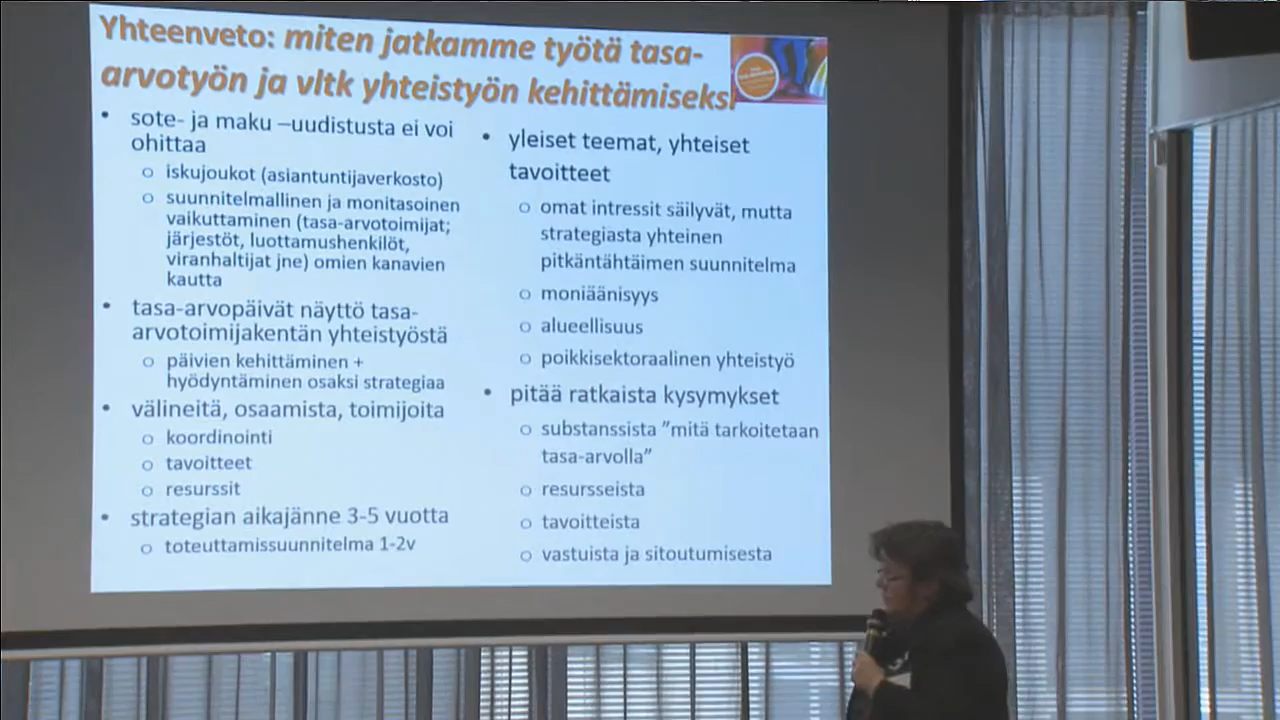 Yhteenveto: miten jatkamme työtä tasa-
arvotyön ja vltk yhteistyön kehittämiseksi
• sote- ja maku –uudistusta ei voi
ohittaa
o iskujoukot (asiantuntijaverkosto)
o suunnitelmallinen ja monitasoinen
vaikuttaminen (tasa-arvotoimijat;
järjestöt, luottamushenkilöt,
viranhaltijat jne) omien kanavien
kautta
• tasa-arvopäivät näyttö tasa-
arvotoimijakentän yhteistyöstä
o päivien kehittäminen +
hyödyntäminen osaksi strategiaa
• välineitä, osaamista, toimijoita
o koordinointi
o tavoitteet
o resurssit
• strategian aikajänne 3-5 vuotta
o toteuttamissuunnitelma 1-2v
• yleiset teemat, yhteiset
tavoitteet
o omat intressit säilyvät, mutta
strategiasta yhteinen
pitkäntähtäimen suunnitelma
o moniäänisyys
o alueellisuus
o poikkisektoraalinen yhteistyö
• pitää ratkaista kysymykset
o substanssista ”mitä tarkoitetaan
tasa-arvolla”
o resursseista
o tavoitteista
o vastuista ja sitoutumisesta